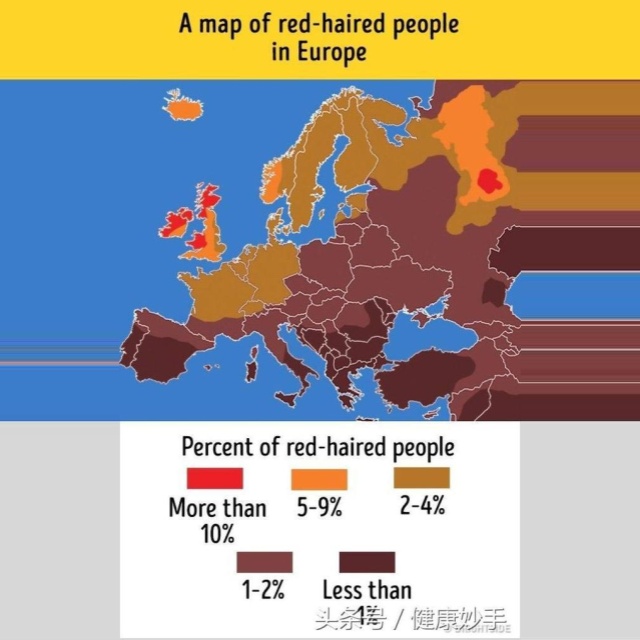 A map of red-haired people
in Europe
Percent of red-haired people
More than
10%
5-9%
2-4%
1-2%
Less than
1%
头条号 / 健康妙手